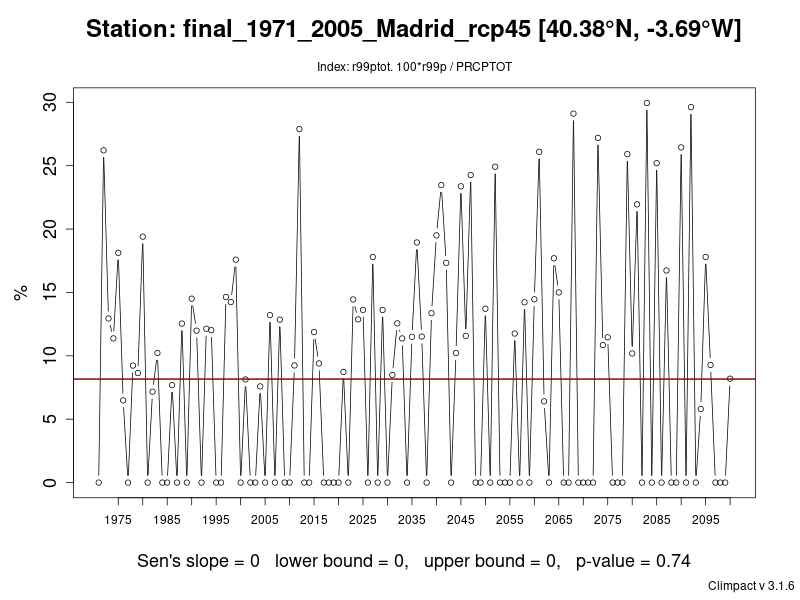 Station: final_1971_2005_Madrid_rcp45 [40.38°N, -3.69°W]
Index: r99ptot. 100*r99p / PRCPTOT
30
25
20
15
10
5
0
%
1975 1985 1995 2005 2015 2025 2035 2045 2055 2065 2075 2085 2095
Sen's slope = 0 lower bound = 0, upper bound = 0, p-value = 0.74
Climpact v 3.1.6